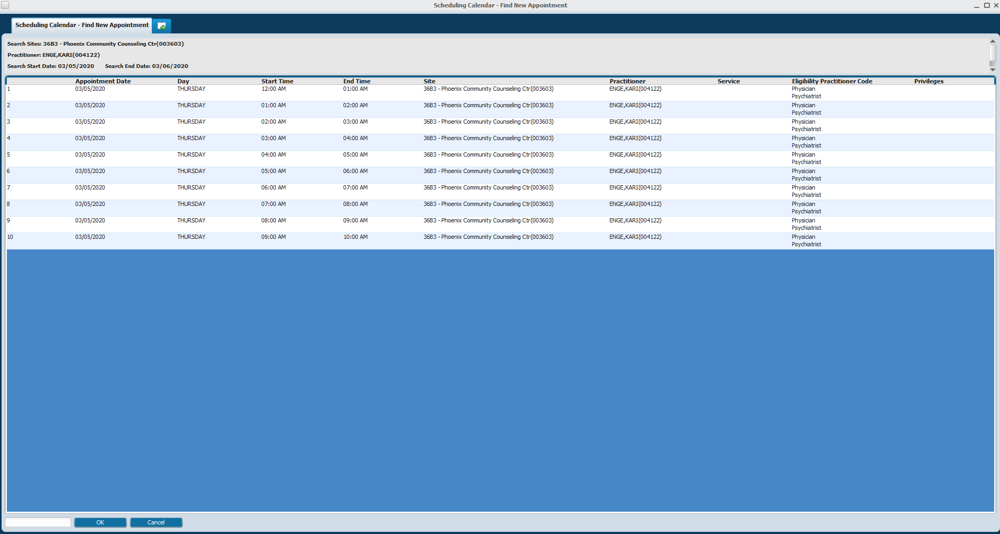 Scheduling Calendar - Find New Appointment
Scheduling Calendar - Find New Appointment
Search Sites: 36B3 - Phoenix Community Counseling Ctr(003603)
Practitioner: ENGE,KARI(004122)
Search Start Date: 03/05/2020 Search End Date: 03/06/2020
Appointment Date Day Start Time End Time Site Practitioner Service Eligibility Practitioner Code Privileges
1 03/05/2020 THURSDAY 12:00 AM 01:00 AM 36B3 - Phoenix Community Counseling Ctr(003603) ENGE,KARI(004122) Physician
Psychiatrist
2 03/05/2020 THURSDAY 01:00 AM 02:00 AM 36B3 - Phoenix Community Counseling Ctr(003603) ENGE,KARI(004122) Physician
Psychiatrist
3 03/05/2020 THURSDAY 02:00 AM 03:00 AM 36B3 - Phoenix Community Counseling Ctr(003603) ENGE,KARI(004122) Physician
Psychiatrist
4 03/05/2020 THURSDAY 03:00 AM 04:00 AM 36B3 - Phoenix Community Counseling Ctr(003603) ENGE,KARI(004122) Physician
Psychiatrist
5 03/05/2020 THURSDAY 04:00 AM 05:00 AM 36B3 - Phoenix Community Counseling Ctr(003603) ENGE,KARI(004122) Physician
Psychiatrist
6 03/05/2020 THURSDAY 05:00 AM 06:00 AM 36B3 - Phoenix Community Counseling Ctr(003603) ENGE,KARI(004122) Physician
Psychiatrist
7 03/05/2020 THURSDAY 06:00 AM 07:00 AM 36B3 - Phoenix Community Counseling Ctr(003603) ENGE,KARI(004122) Physician
Psychiatrist
8 03/05/2020 THURSDAY 07:00 AM 08:00 AM 36B3 - Phoenix Community Counseling Ctr(003603) ENGE,KARI(004122) Physician
Psychiatrist
9 03/05/2020 THURSDAY 08:00 AM 09:00 AM 36B3 - Phoenix Community Counseling Ctr(003603) ENGE,KARI(004122) Physician
Psychiatrist
10 03/05/2020 THURSDAY 09:00 AM 10:00 AM 36B3 - Phoenix Community Counseling Ctr(003603) ENGE,KARI(004122) Physician
Psychiatrist
OK Cancel